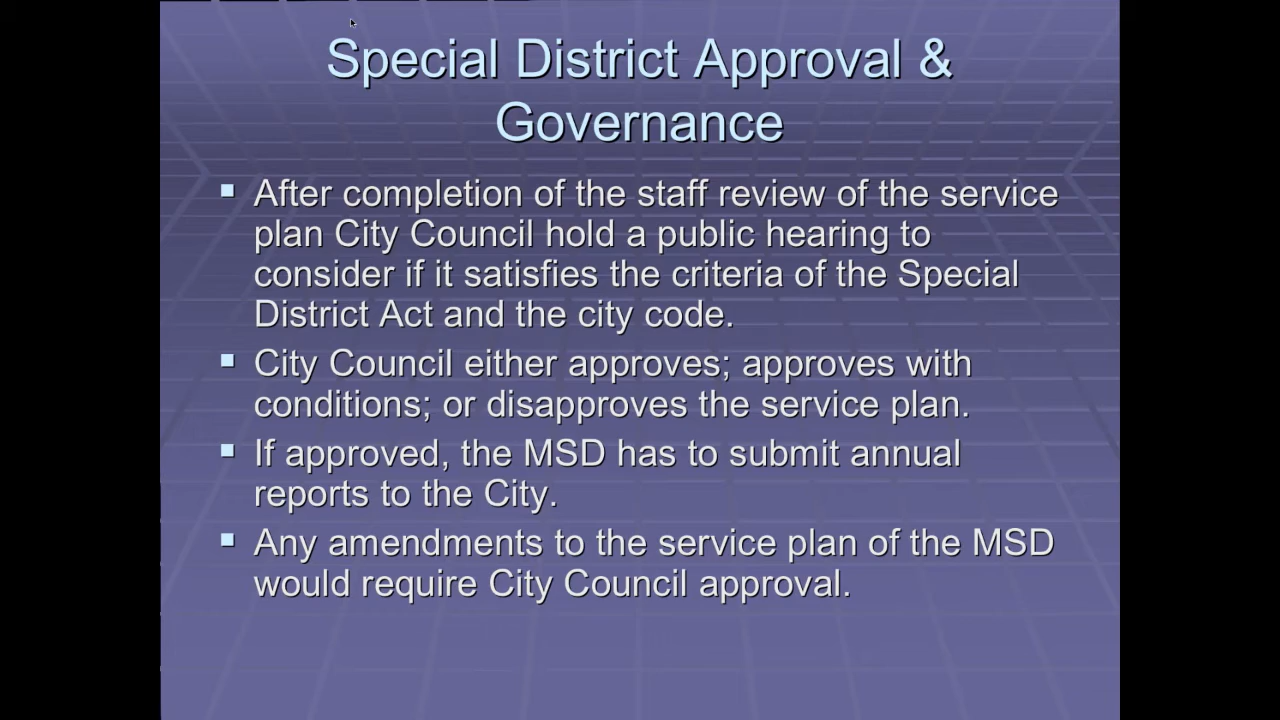 Special District Approval &
Governance
After completion of the staff review of the service
plan City Council hold a public hearing to
consider if it satisfies the criteria of the Special
District Act and the city code.
City Council either approves; approves with
conditions; or disapproves the service plan.
If approved, the MSD has to submit annual
reports to the City.
Any amendments to the service plan of the MSD
would require City Council approval.